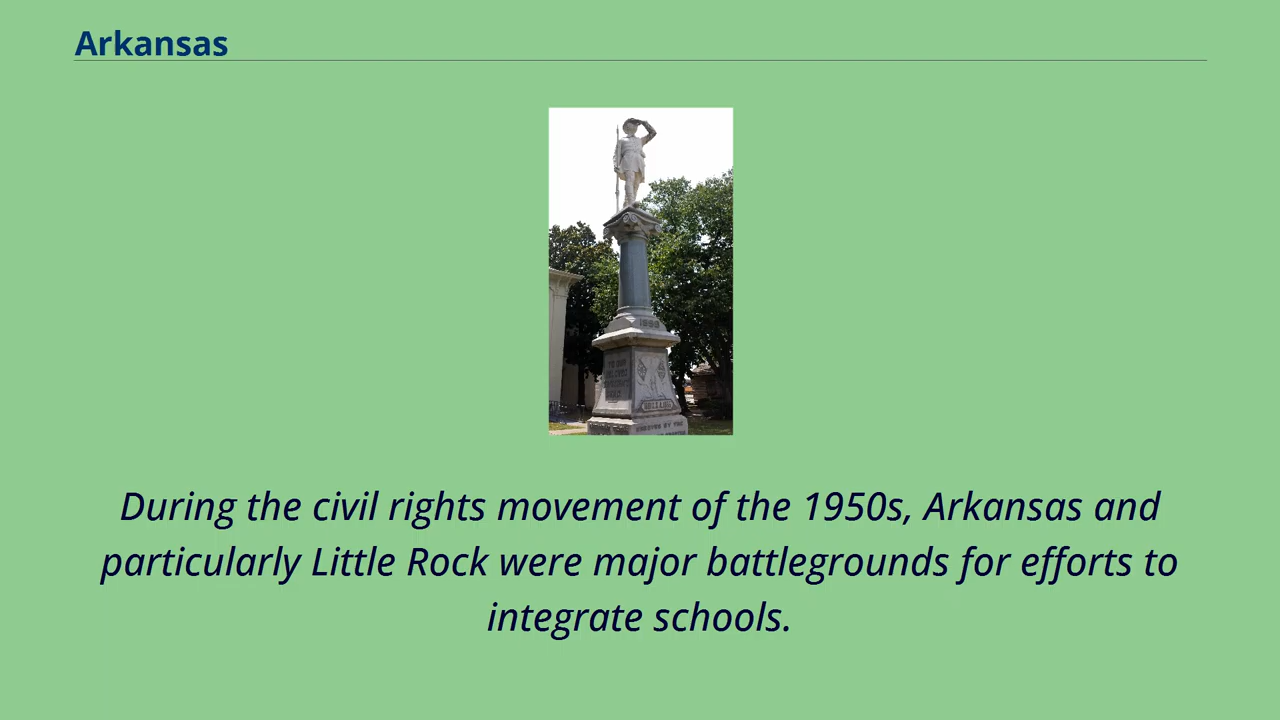 Arkansas
1899
During the civil rights movement of the 1950s, Arkansas and
particularly Little Rock were major battlegrounds for efforts to
integrate schools.